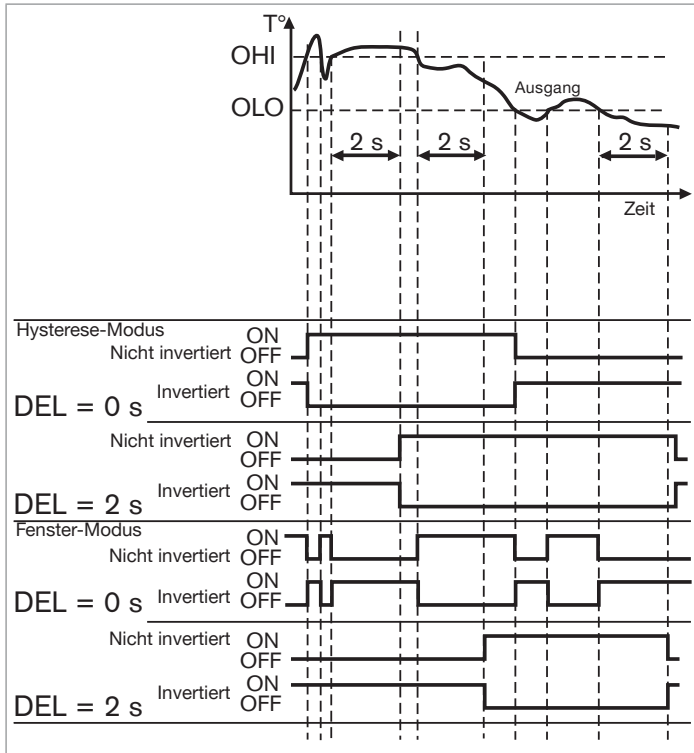 T°
OHI
Ausgang
OLO
2 s 2 s 2 s
Zeit
Hysterese-Modus
ON
Nicht invertiert OFF
ON
Invertiert OFF
DEL = 0 s
ON
Nicht invertiert
OFF
ON
Invertiert
OFF
DEL = 2 s
Fenster-Modus
ON
Nicht invertiert OFF
ON
DEL = 0 s Invertiert
OFF
Nicht invertiert ON
OFF
ON
Invertiert
OFF
DEL = 2 s